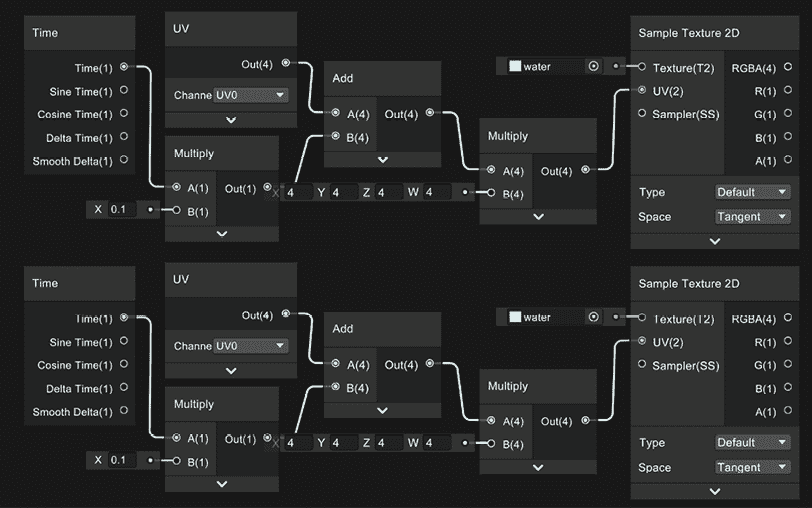 Time
Time(1)
Sine Time(1)
Cosine Time(1)
Delta Time(1)
Smooth Delta(1)
UV
Out(4)
Channe UV0
Multiply
A(1) Out(1)
X 0.1 B(1)
Add
A(4) Out(4)
B(4)
X 4 Y 4 Z 4 W 4
Multiply
A(4) Out(4)
B(4)
water
Sample Texture 2D
Texture(T2) RGBA(4)
UV(2) R(1)
Sampler(SS) G(1)
B(1)
A(1)
Type Default
Space Tangent
Time
Time(1)
Sine Time(1)
Cosine Time(1)
Delta Time(1)
Smooth Delta(1)
UV
Out(4)
Channe UV0
Multiply
A(1) Out(1)
X 0.1 B(1)
Add
A(4) Out(4)
B(4)
X 4 Y 4 Z 4 W 4
Multiply
A(4) Out(4)
B(4)
water
Sample Texture 2D
Texture(T2) RGBA(4)
UV(2) R(1)
Sampler(SS) G(1)
B(1)
A(1)
Type Default
Space Tangent